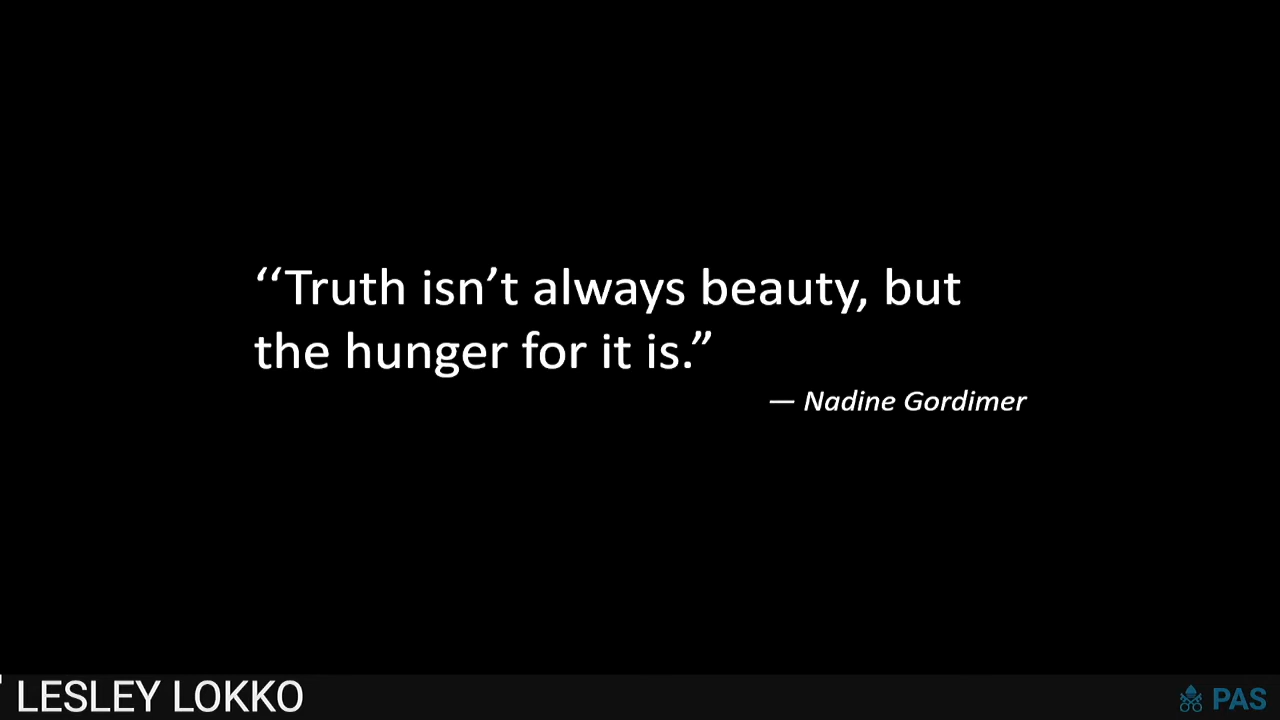 ‘‘Truth isn’t always beauty, but
the hunger for it is.”
— Nadine Gordimer
LESLEY LOKKO
PAS